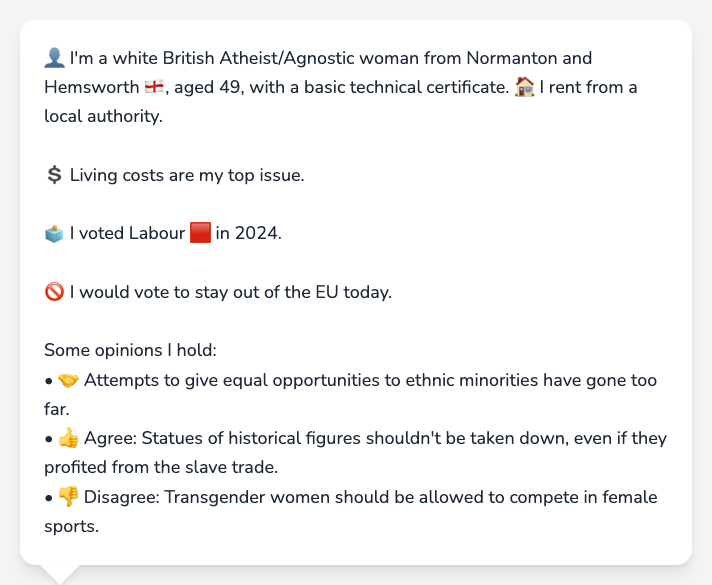 👤 I'm a white British Atheist/Agnostic woman from Normanton and
Hemsworth 🏴󠁧󠁢󠁥󠁮󠁧󠁿, aged 49, with a basic technical certificate. 🏠 I rent from a
local authority.
💲 Living costs are my top issue.
🗳️ I voted Labour 🟥 in 2024.
🚫 I would vote to stay out of the EU today.
Some opinions I hold:
• 🤝 Attempts to give equal opportunities to ethnic minorities have gone too
far.
• 👍 Agree: Statues of historical figures shouldn't be taken down, even if they
profited from the slave trade.
• 👎 Disagree: Transgender women should be allowed to compete in female
sports.